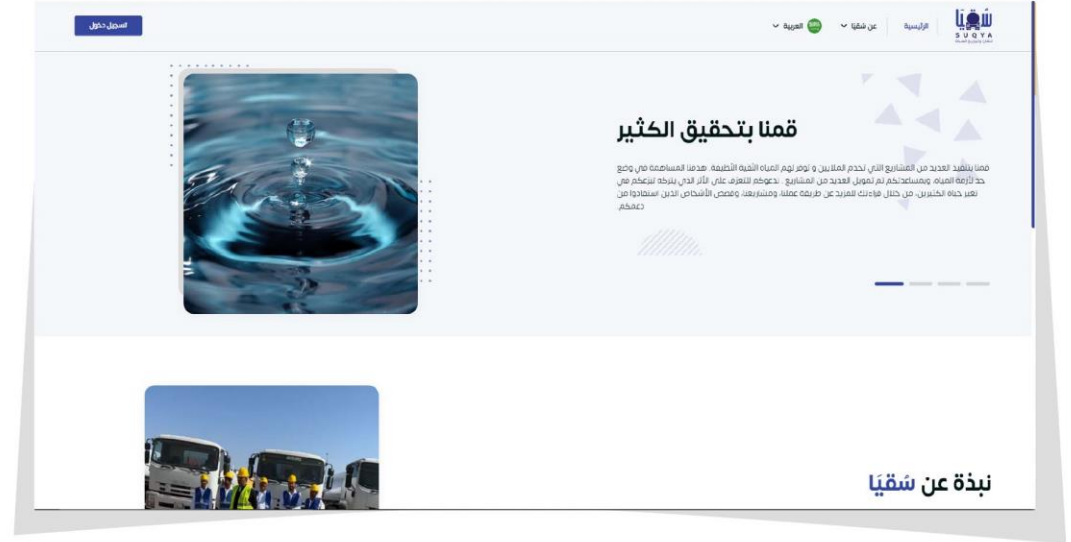 شقيا
SUQYA
الرئيسية
عن شقيا
العربية
تسجيل دخول
قمنا بتحقيق الكثير
قمنا بتنفيذ العديد من المشاريع التي تخدم الملايين و توفر لهم المياه النقية النظيفة. هدفنا المساهمة في وضع
حد لأزمة المياه، وبمساعدتكم تم تمويل العديد من المشاريع . ندعوكم للتعرف على الأثر الذي يتركه تبرعكم في
تغير حياة الكثيرين، من خلال قراءتك للمزيد عن طريقة عملنا، ومشاريعنا، وقصص الأشخاص الذين استفادوا من
دعمكم.
نبذة عن سُقيَا